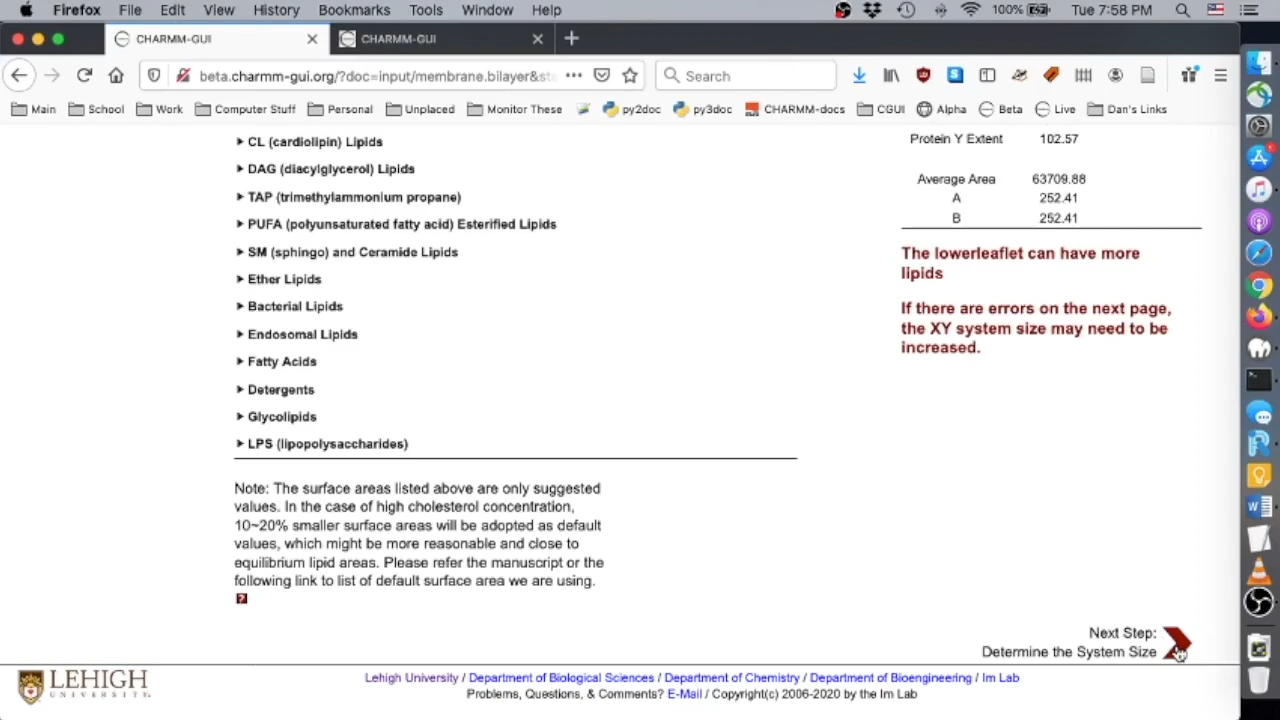 Firefox File Edit View History Bookmarks Tools Window Help 100% Tue 7:58 PM
CHARMM-GUI CHARMM-GUI
beta.charmm-gui.org/?doc=input/membrane.bilayer&ste Search
Main School Work Computer Stuff Personal Unplaced Monitor These py2doc py3doc CHARMM-docs CGUI Alpha Beta Live Dan's Links
CL (cardiolipin) Lipids
DAG (diacylglycerol) Lipids
TAP (trimethylammonium propane)
PUFA (polyunsaturated fatty acid) Esterified Lipids
SM (sphingo) and Ceramide Lipids
Ether Lipids
Bacterial Lipids
Endosomal Lipids
Fatty Acids
Detergents
Glycolipids
LPS (lipopolysaccharides)
Note: The surface areas listed above are only suggested
values. In the case of high cholesterol concentration,
10~20% smaller surface areas will be adopted as default
values, which might be more reasonable and close to
equilibrium lipid areas. Please refer the manuscript or the
following link to list of default surface area we are using.
?
Protein Y Extent 102.57
Average Area 63709.88
A 252.41
B 252.41
The lowerleaflet can have more
lipids
If there are errors on the next page,
the XY system size may need to be
increased.
Next Step:
Determine the System Size
LEHIGH
UNIVERSITY
Lehigh University / Department of Biological Sciences / Department of Chemistry / Department of Bioengineering / Im Lab
Problems, Questions, & Comments? E-Mail / Copyright(c) 2006-2020 by the Im Lab